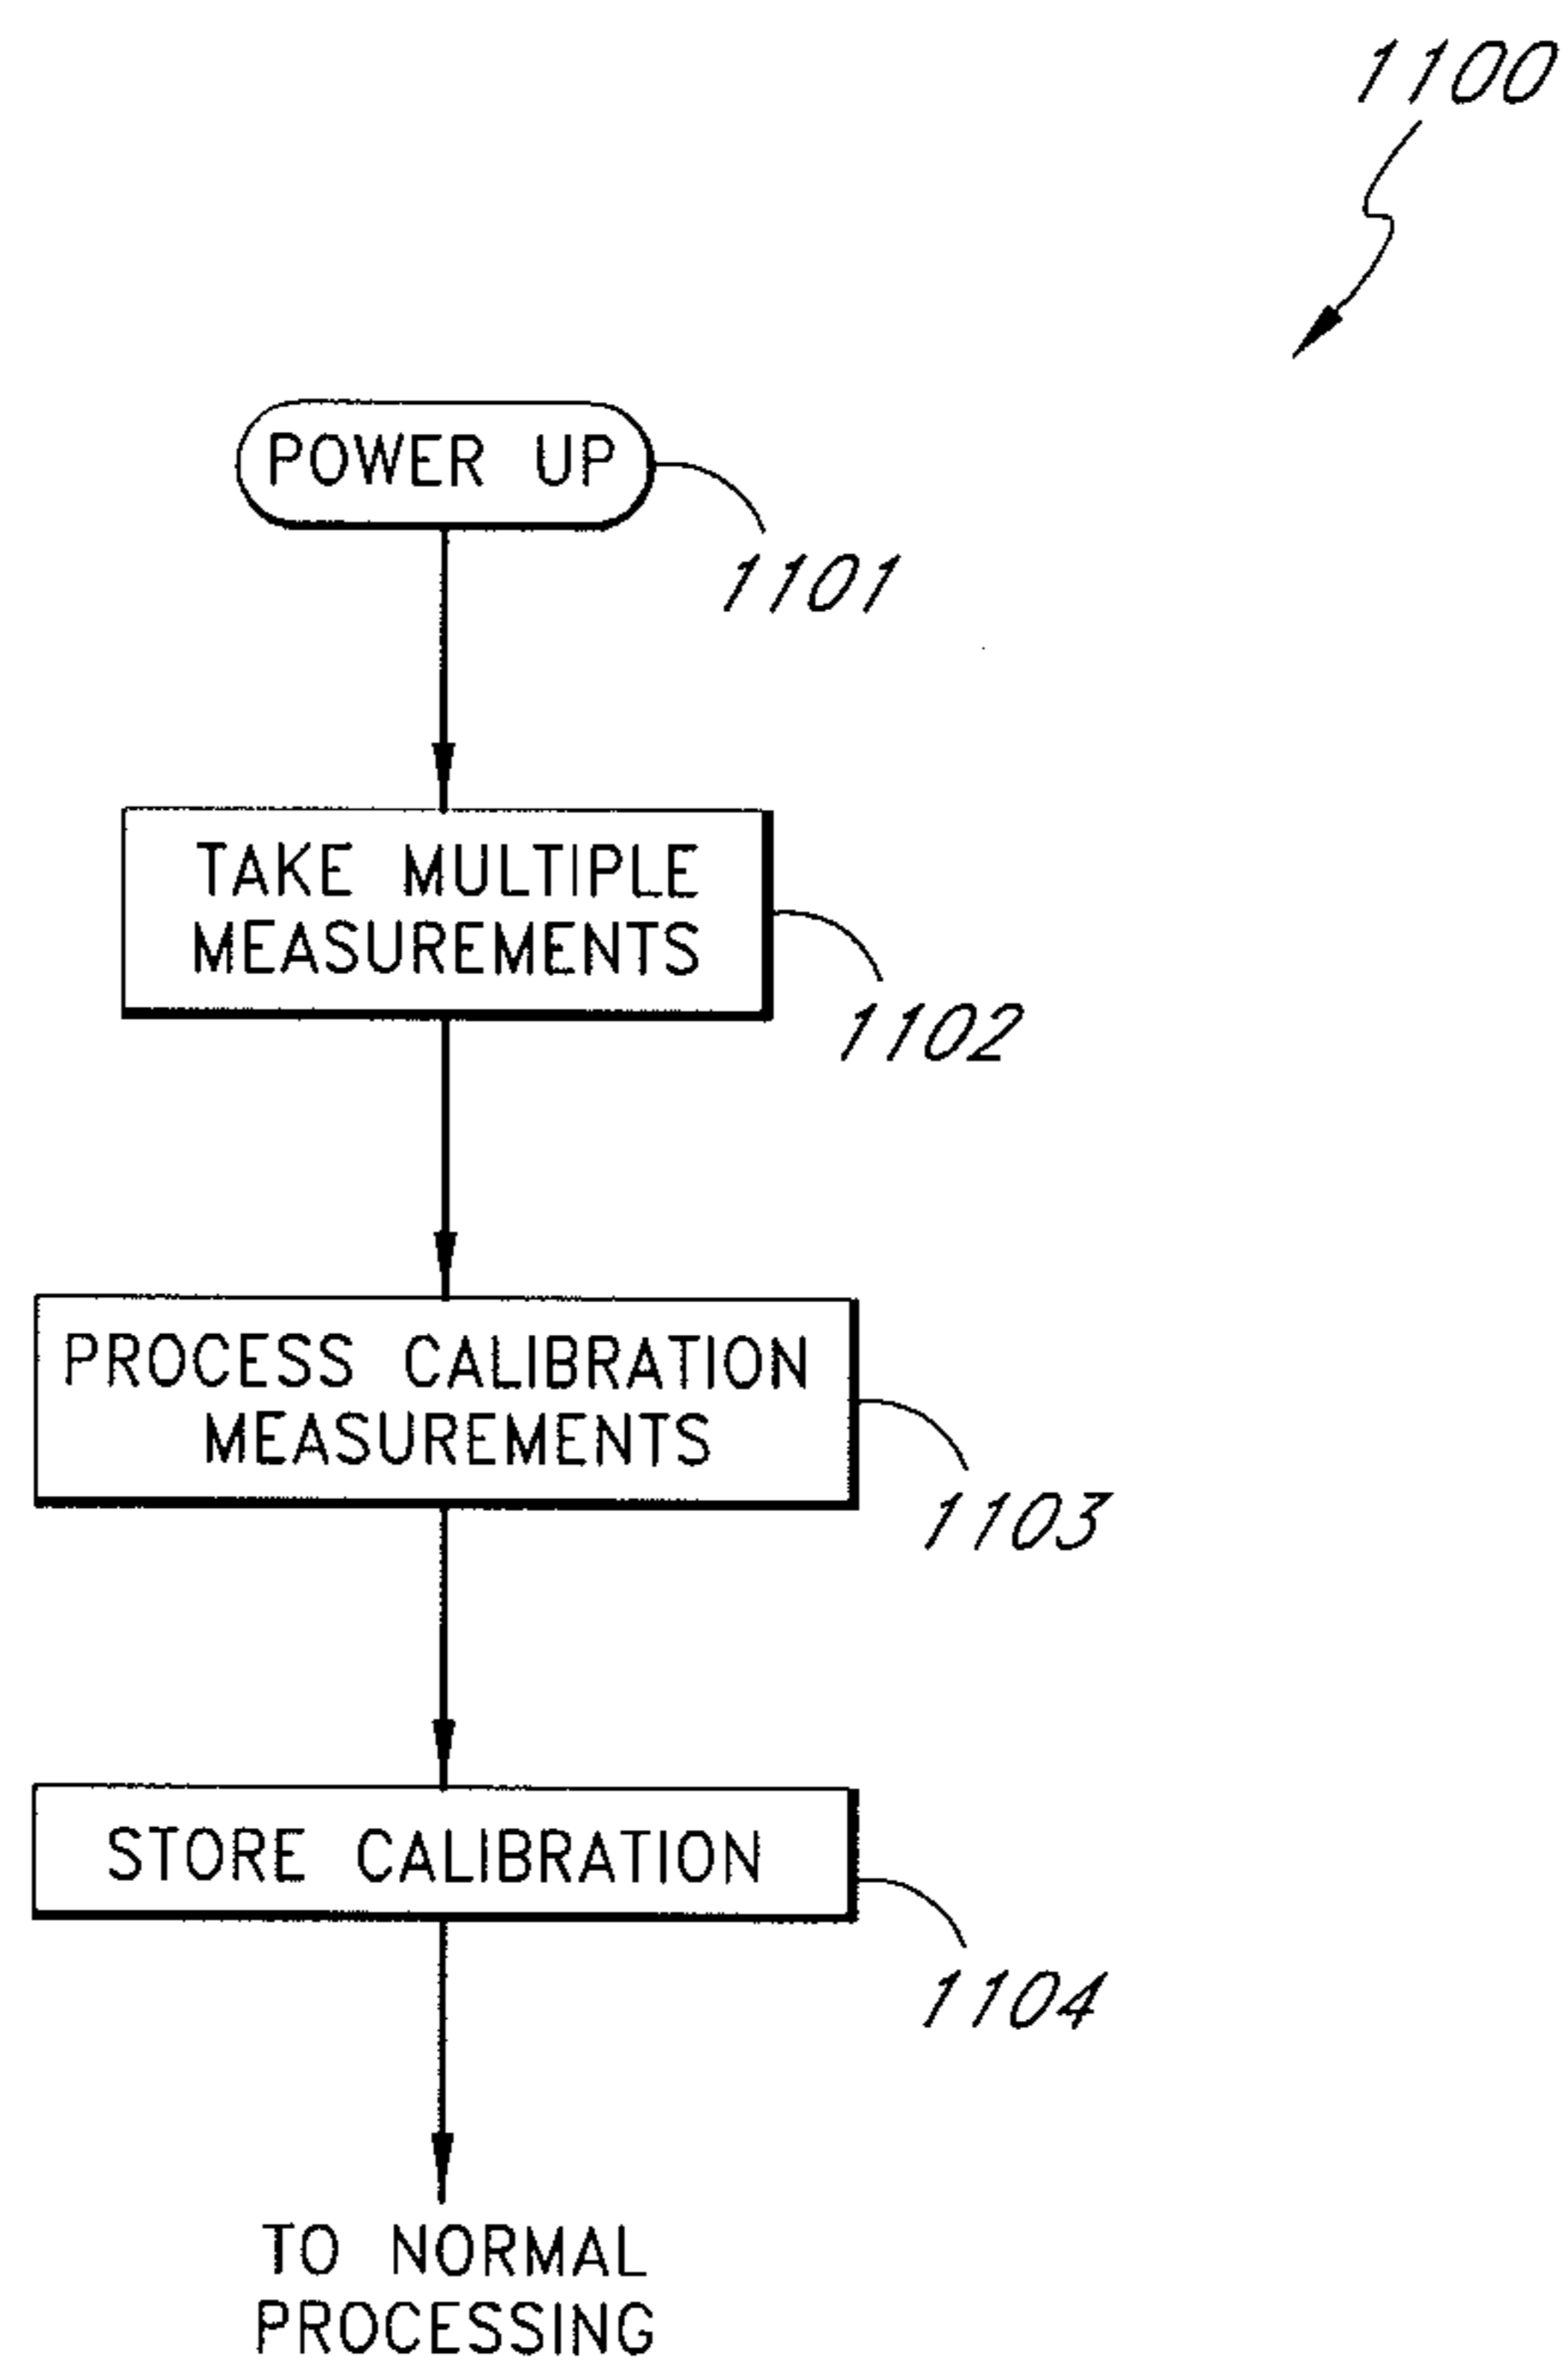 1100
POWER UP
1101
TAKE MULTIPLE
MEASUREMENTS
1102
PROCESS CALIBRATION
MEASUREMENTS
1103
STORE CALIBRATION
1104
TO NORMAL
PROCESSING